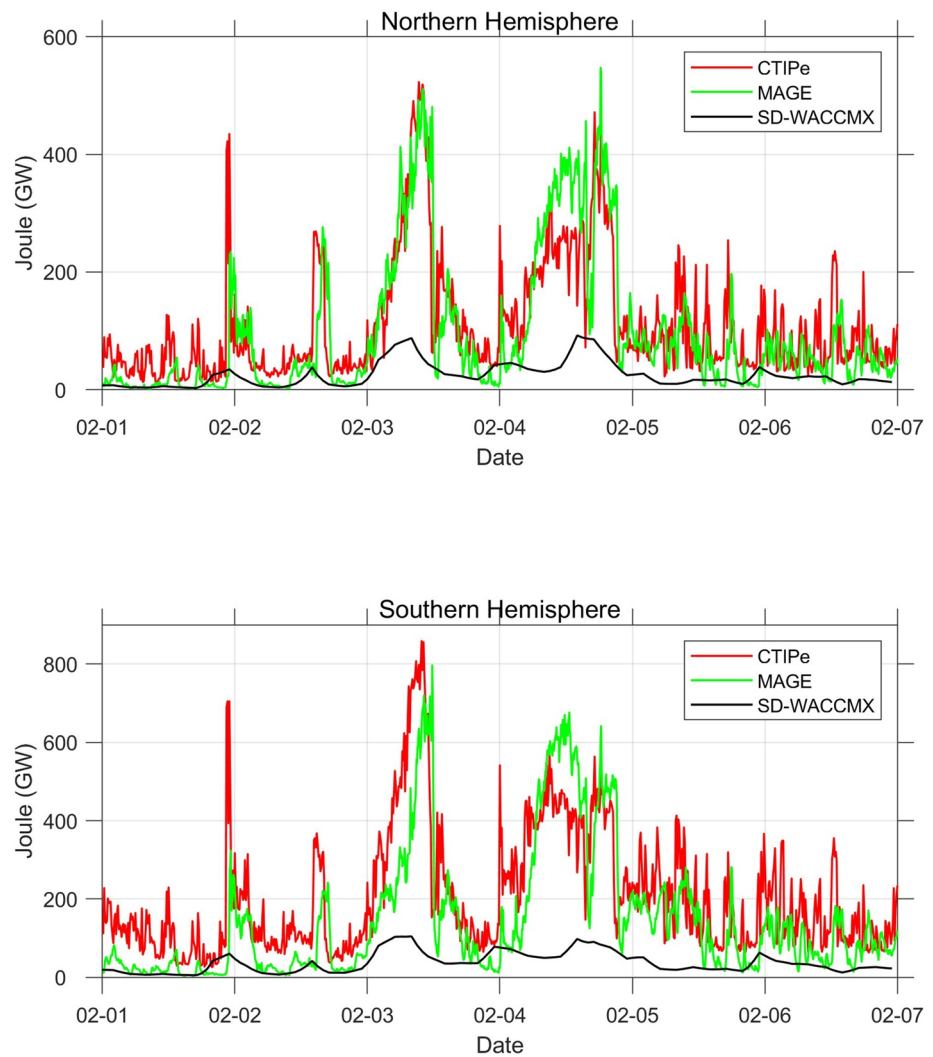 Northern Hemisphere
600
400
200
0
Joule (GW)
CTIPe
MAGE
SD-WACCMX
02-01 02-02 02-03 02-04 02-05 02-06 02-07
Date
Southern Hemisphere
800
600
400
200
0
Joule (GW)
CTIPe
MAGE
SD-WACCMX
02-01 02-02 02-03 02-04 02-05 02-06 02-07
Date